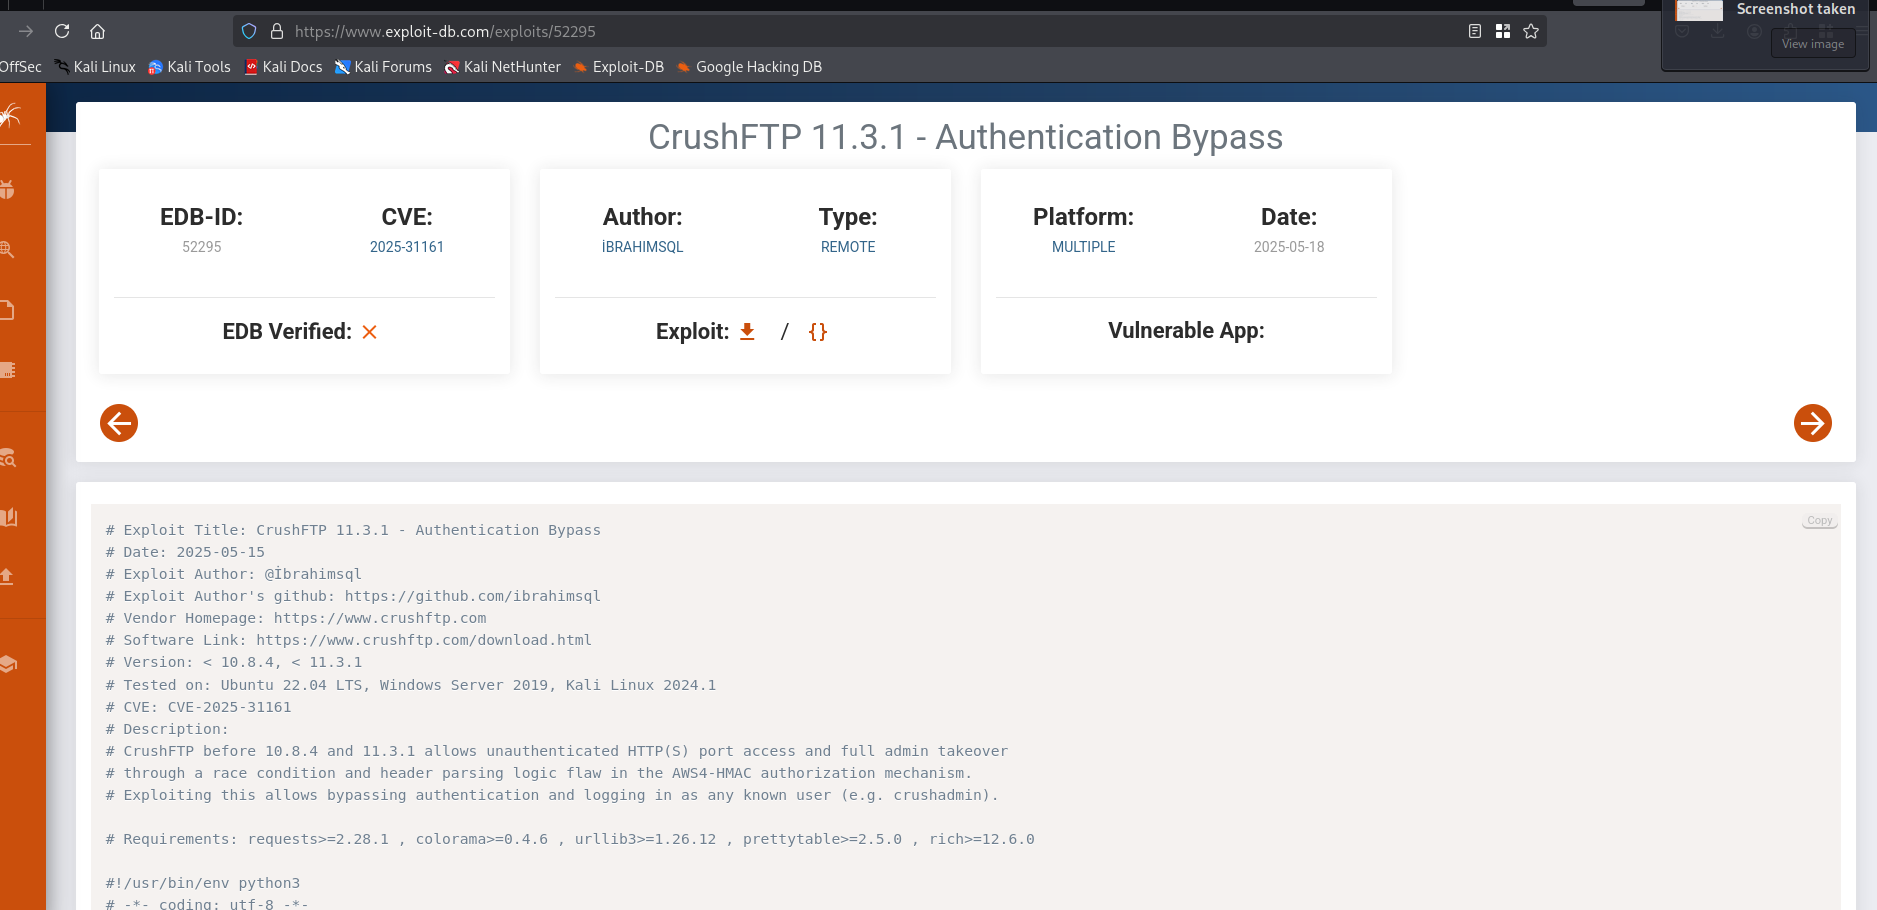 Screenshot taken
View image
https://www.exploit-db.com/exploits/52295
OffSec Kali Linux Kali Tools Kali Docs Kali Forums Kali NetHunter Exploit-DB Google Hacking DB
CrushFTP 11.3.1 - Authentication Bypass
EDB-ID:
52295
CVE:
2025-31161
EDB Verified:
Author:
İBRAHIMSQL
Type:
REMOTE
Exploit: / {}
Platform:
MULTIPLE
Date:
2025-05-18
Vulnerable App:
Copy
# Exploit Title: CrushFTP 11.3.1 - Authentication Bypass
# Date: 2025-05-15
# Exploit Author: @İbrahimsql
# Exploit Author's github: https://github.com/ibrahimsql
# Vendor Homepage: https://www.crushftp.com
# Software Link: https://www.crushftp.com/download.html
# Version: < 10.8.4, < 11.3.1
# Tested on: Ubuntu 22.04 LTS, Windows Server 2019, Kali Linux 2024.1
# CVE: CVE-2025-31161
# Description:
# CrushFTP before 10.8.4 and 11.3.1 allows unauthenticated HTTP(S) port access and full admin takeover
# through a race condition and header parsing logic flaw in the AWS4-HMAC authorization mechanism.
# Exploiting this allows bypassing authentication and logging in as any known user (e.g. crushadmin).
# Requirements: requests>=2.28.1 , colorama>=0.4.6 , urllib3>=1.26.12 , prettytable>=2.5.0 , rich>=12.6.0
#!/usr/bin/env python3
# -*- coding: utf-8 -*-